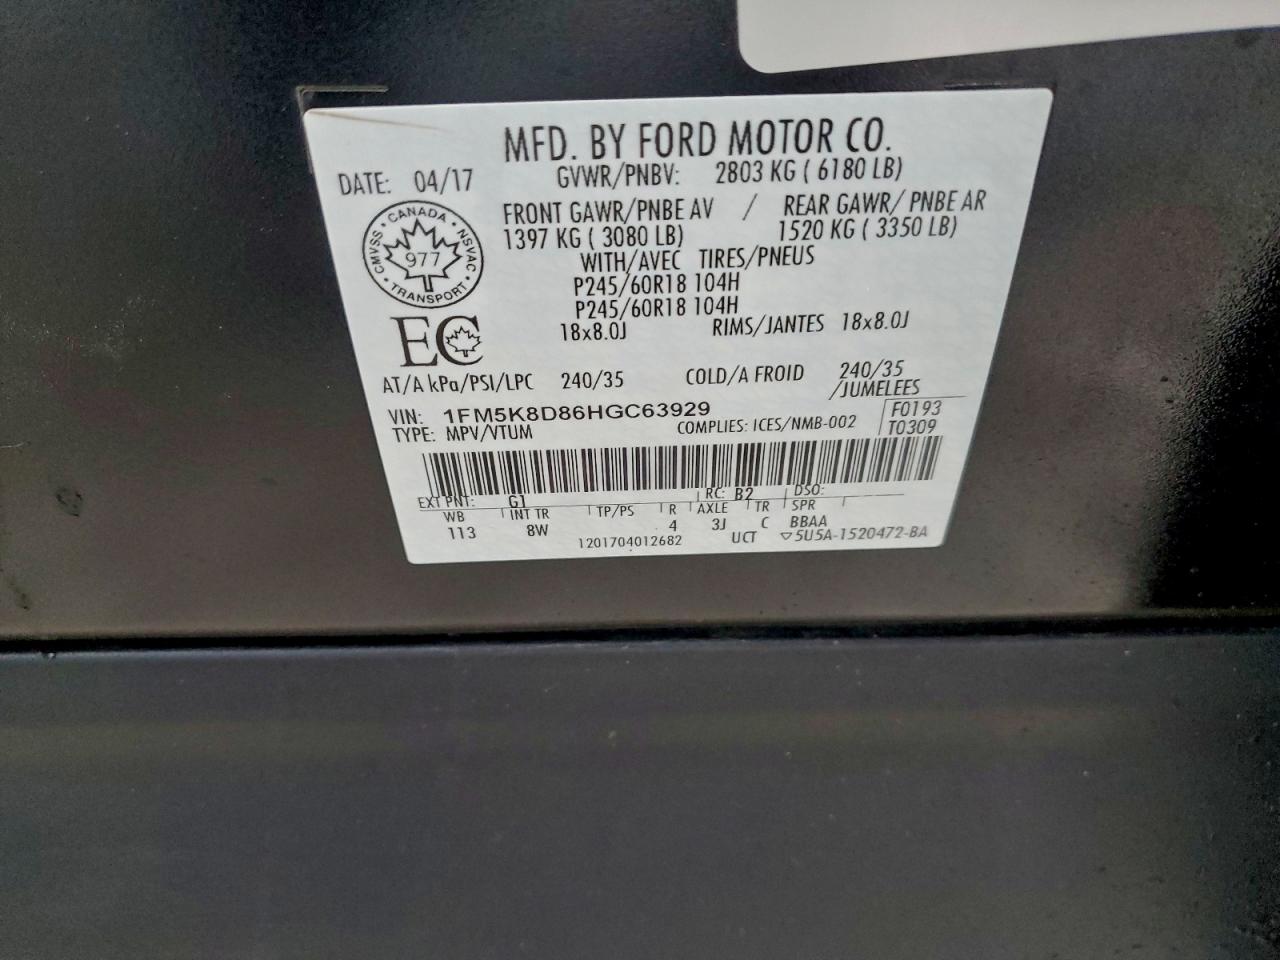 MFD. BY FORD MOTOR CO.
DATE: 04/17
GVWR/PNBV: 2803 KG ( 6180 LB)
FRONT GAWR/PNBE AV / REAR GAWR/ PNBE AR
1397 KG ( 3080 LB) 1520 KG ( 3350 LB)
WITH/AVEC TIRES/PNEUS
P245/60R18 104H
P245/60R18 104H
18x8.0J RIMS/JANTES 18x8.0J
CANADA
CMVSS NSVAC
977
TRANSPORT
EC
AT/A kPa/PSI/LPC 240/35 COLD/A FROID 240/35
/JUMELEES
VIN: 1FM5K8D86HGC63929
F0193
TYPE: MPV/VTUM COMPLIES: ICES/NMB-002
T0309
EXT PNT: G1 RC: B2 DSO:
WB INT TR TP/PS R AXLE TR SPR
113 8W 4 3J C BBAA
1201704012682 UCT ▽5U5A-1520472-BA